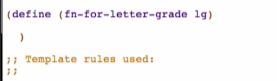 (define (fn-for-letter-grade lg)
)
;; Template rules used:
;;